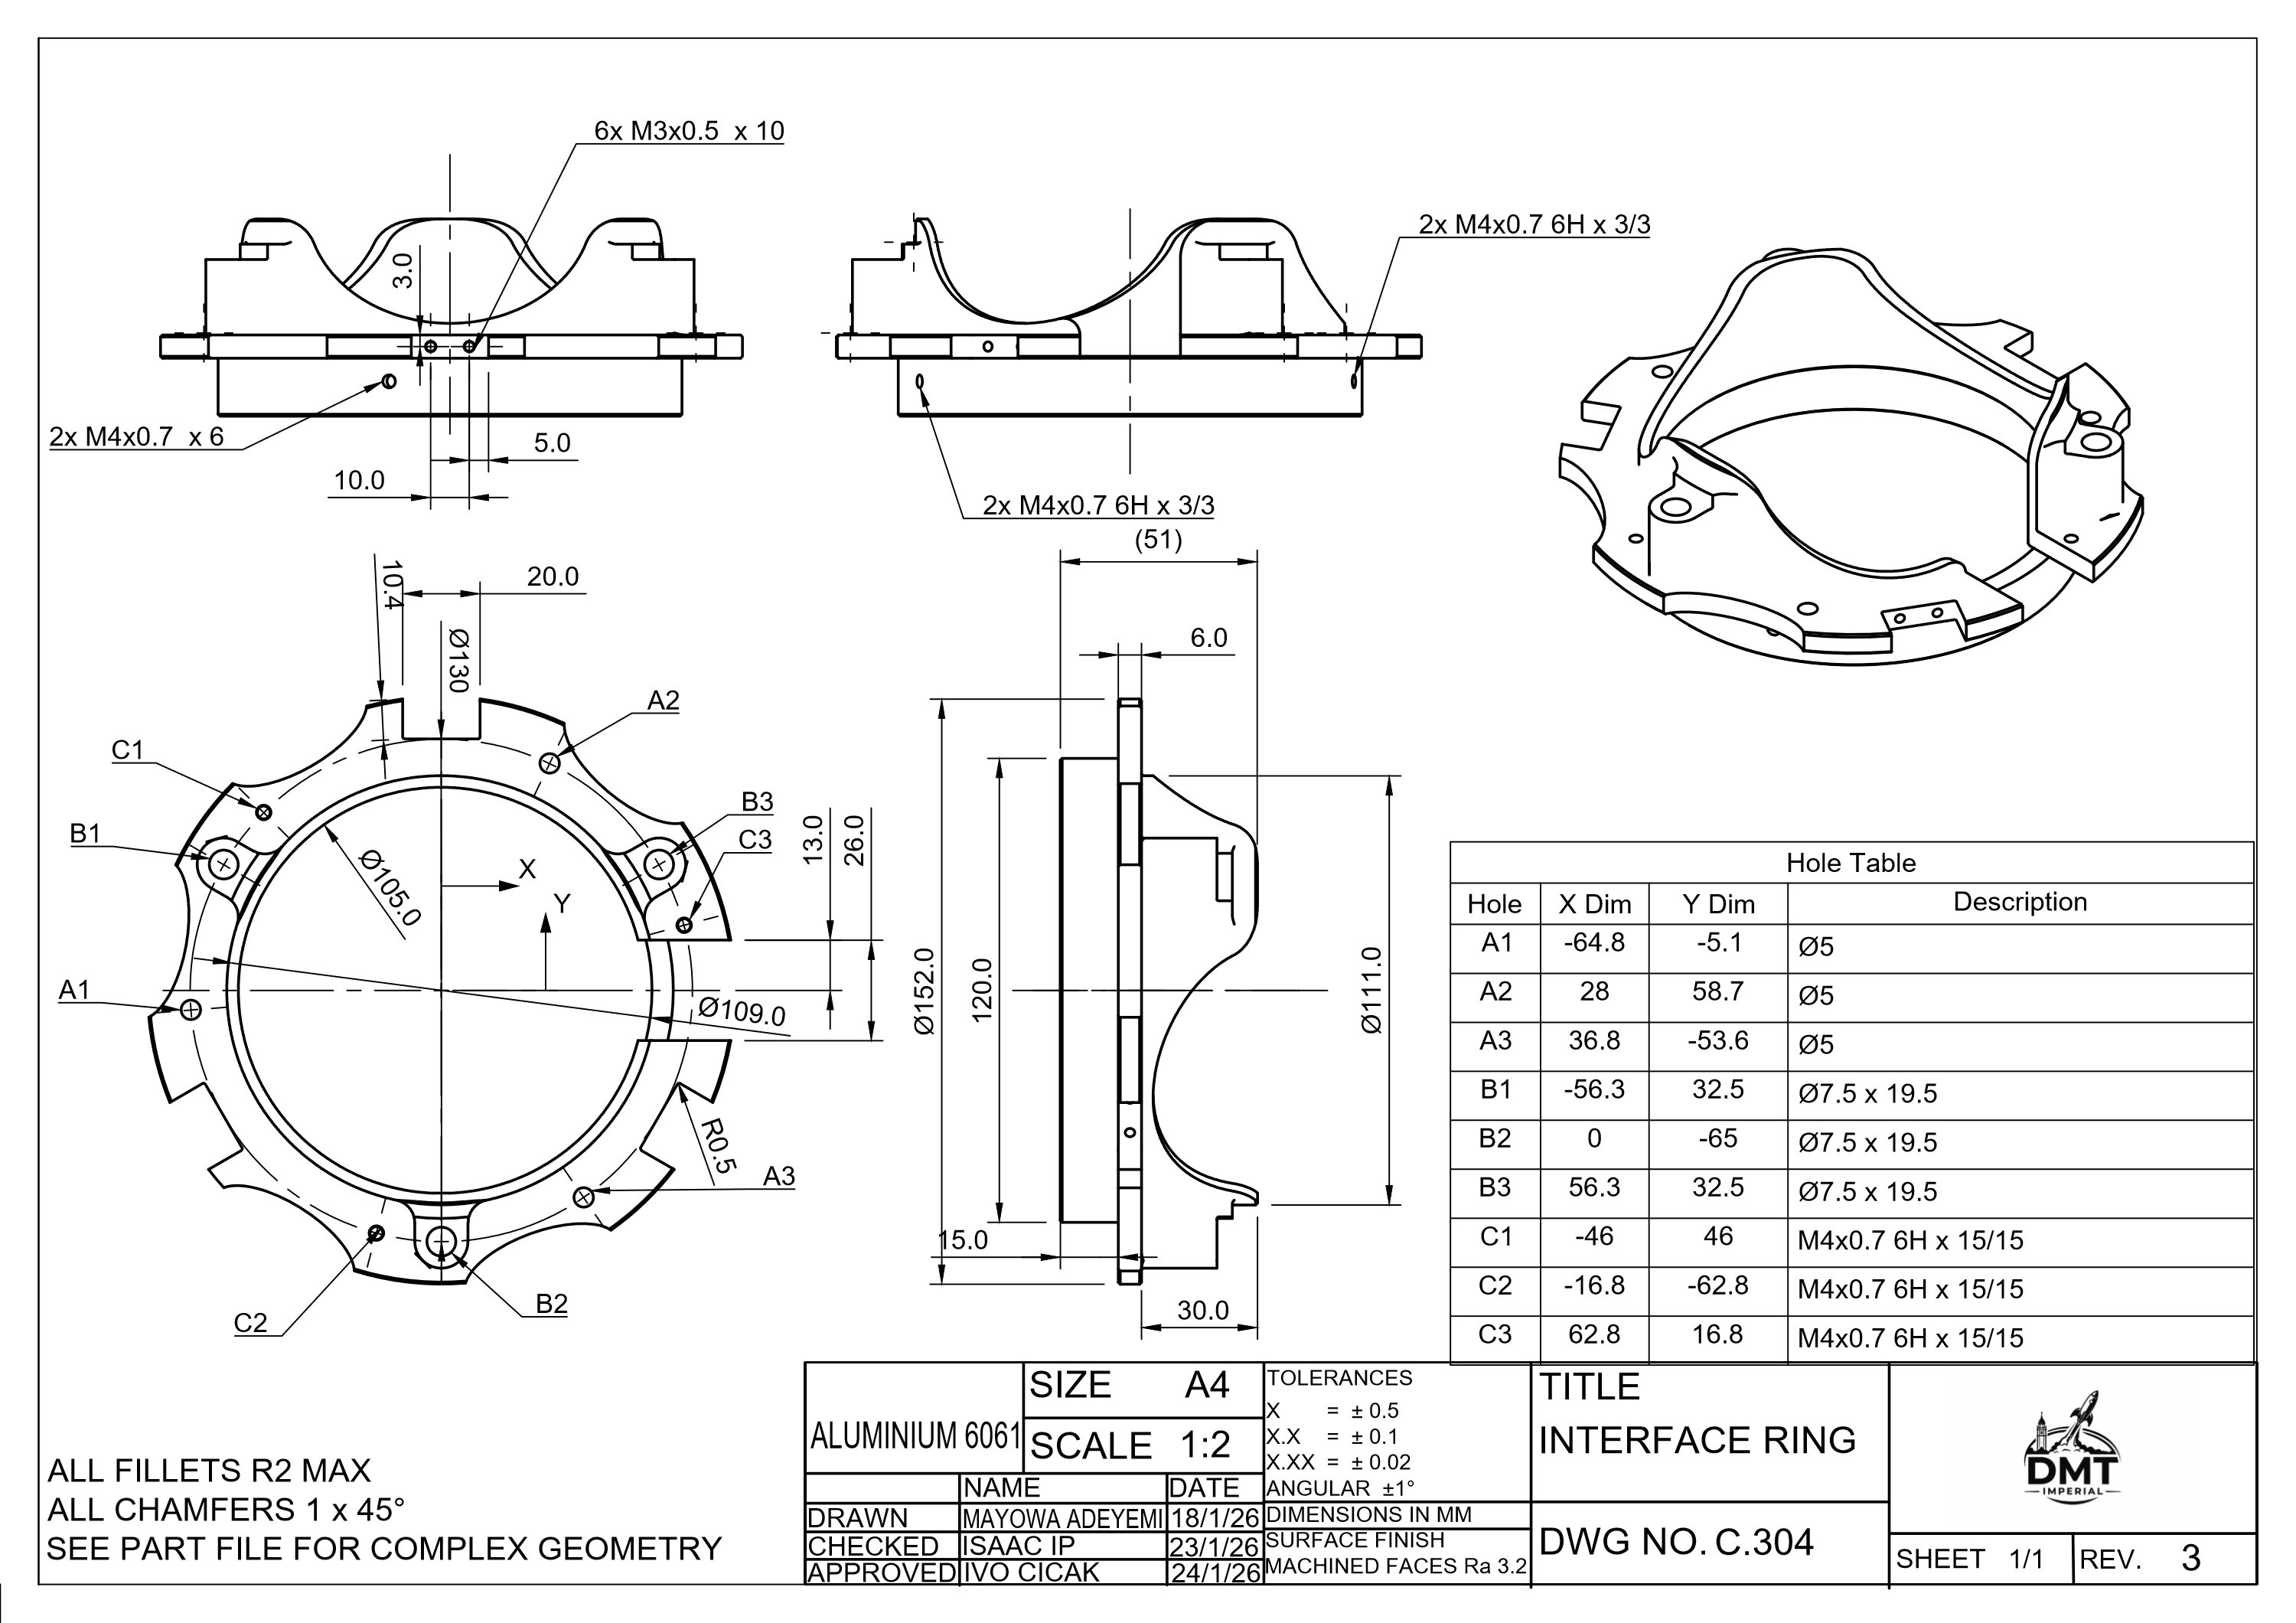 6x M3x0.5 x 10
2x M4x0.7 6H x 3/3
3.0
2x M4x0.7 x 6
5.0
10.0
2x M4x0.7 6H x 3/3
(51)
10.4
20.0
Ø130
6.0
A2
C1
B3
B1
C3
13.0
26.0
Ø105.0
X
Y
A1
Ø109.0
Ø152.0
120.0
Ø111.0
R0.5
A3
15.0
B2
C2
30.0
Hole Table
Hole X Dim Y Dim Description
A1 -64.8 -5.1 Ø5
A2 28 58.7 Ø5
A3 36.8 -53.6 Ø5
B1 -56.3 32.5 Ø7.5 x 19.5
B2 0 -65 Ø7.5 x 19.5
B3 56.3 32.5 Ø7.5 x 19.5
C1 -46 46 M4x0.7 6H x 15/15
C2 -16.8 -62.8 M4x0.7 6H x 15/15
C3 62.8 16.8 M4x0.7 6H x 15/15
ALL FILLETS R2 MAX
ALL CHAMFERS 1 x 45°
SEE PART FILE FOR COMPLEX GEOMETRY
ALUMINIUM 6061
SIZE A4
SCALE 1:2
NAME DATE
DRAWN MAYOWA ADEYEMI 18/1/26
CHECKED ISAAC IP 23/1/26
APPROVED IVO CICAK 24/1/26
TOLERANCES
X = ± 0.5
X.X = ± 0.1
X.XX = ± 0.02
ANGULAR ±1°
DIMENSIONS IN MM
SURFACE FINISH
MACHINED FACES Ra 3.2
TITLE
INTERFACE RING
DWG NO. C.304
DMT
IMPERIAL
SHEET 1/1
REV. 3